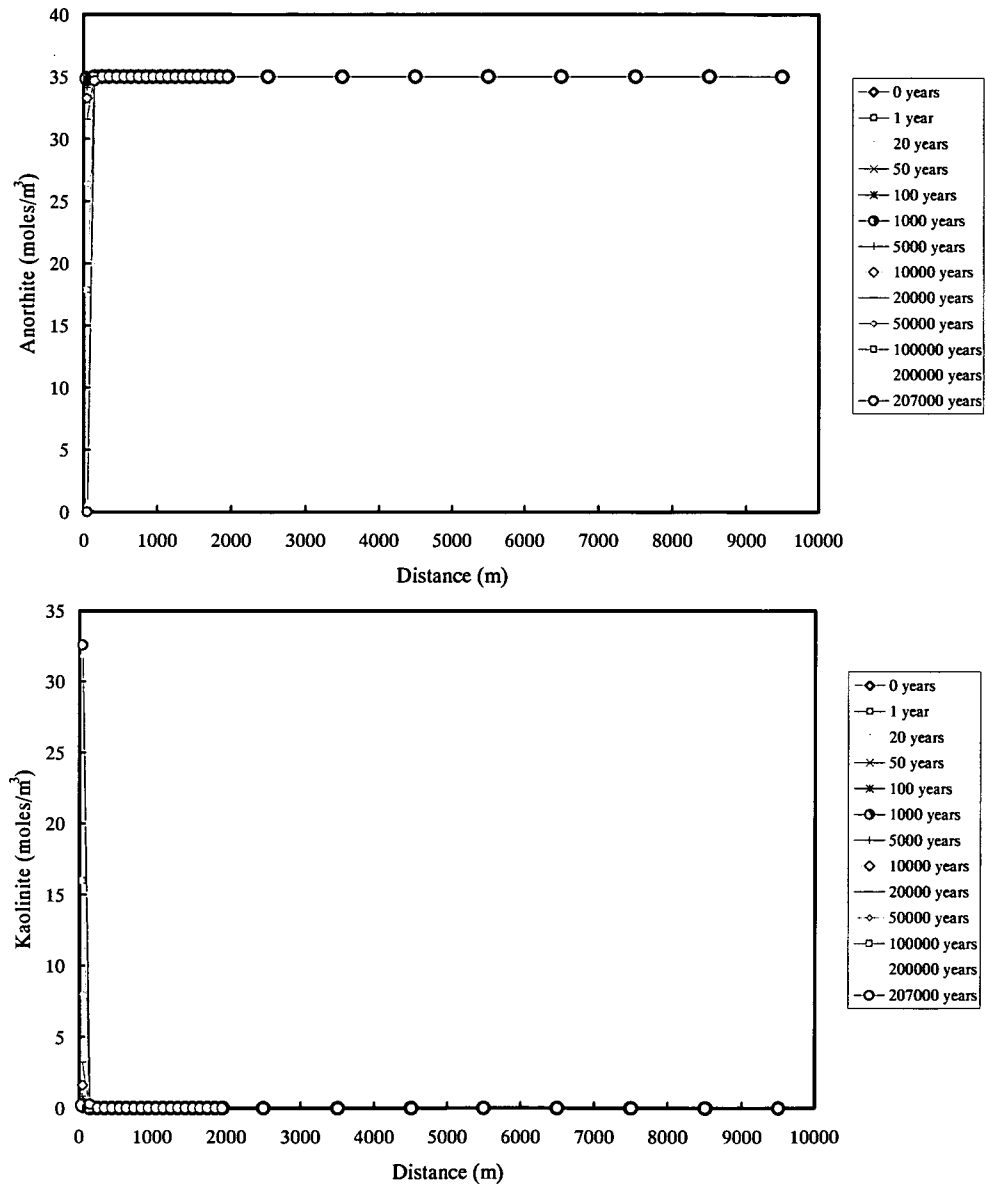 40
35
30
25
20
15
10
5
0
Anorthite (moles/m³)
0 1000 2000 3000 4000 5000 6000 7000 8000 9000 10000
Distance (m)
0 years
1 year
20 years
50 years
100 years
1000 years
5000 years
10000 years
20000 years
50000 years
100000 years
200000 years
207000 years
35
30
25
20
15
10
5
0
Kaolinite (moles/m³)
0 1000 2000 3000 4000 5000 6000 7000 8000 9000 10000
Distance (m)
0 years
1 year
20 years
50 years
100 years
1000 years
5000 years
10000 years
20000 years
50000 years
100000 years
200000 years
207000 years